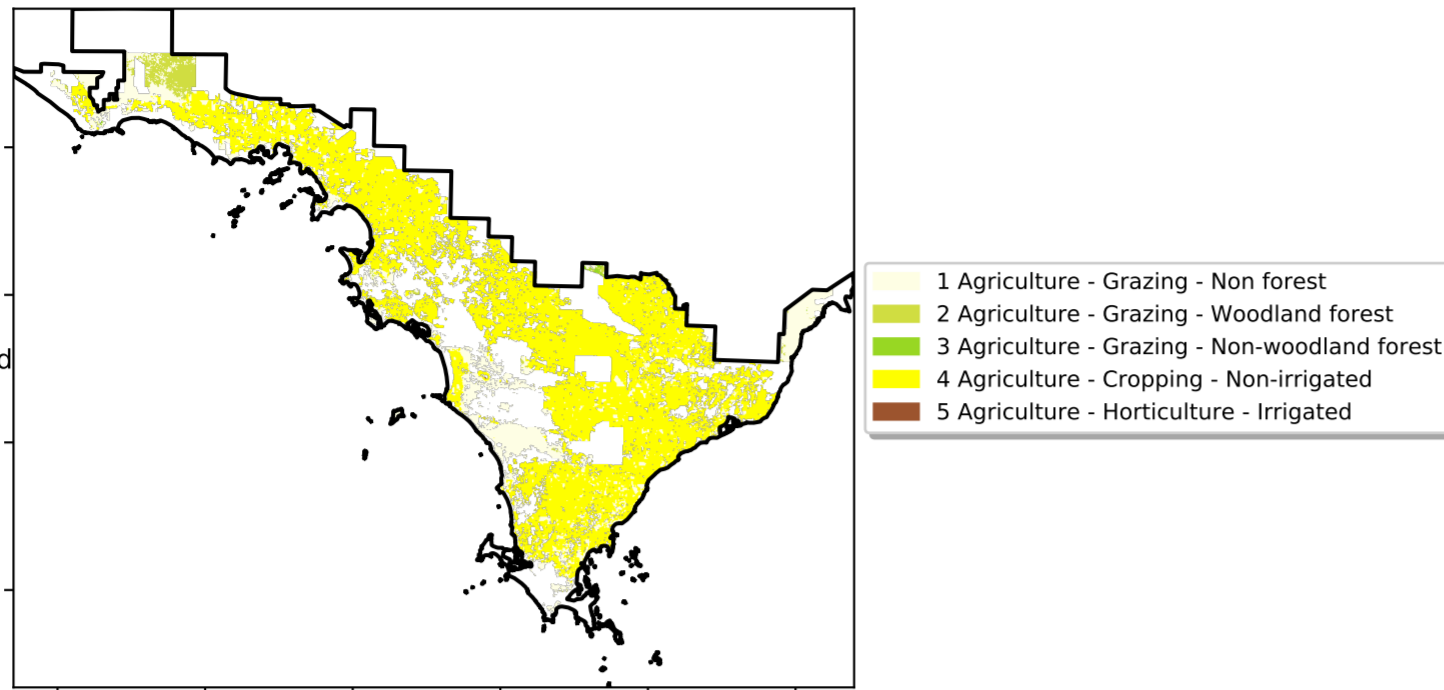 1 Agriculture - Grazing - Non forest
2 Agriculture - Grazing - Woodland forest
3 Agriculture - Grazing - Non-woodland forest
4 Agriculture - Cropping - Non-irrigated
5 Agriculture - Horticulture - Irrigated
d